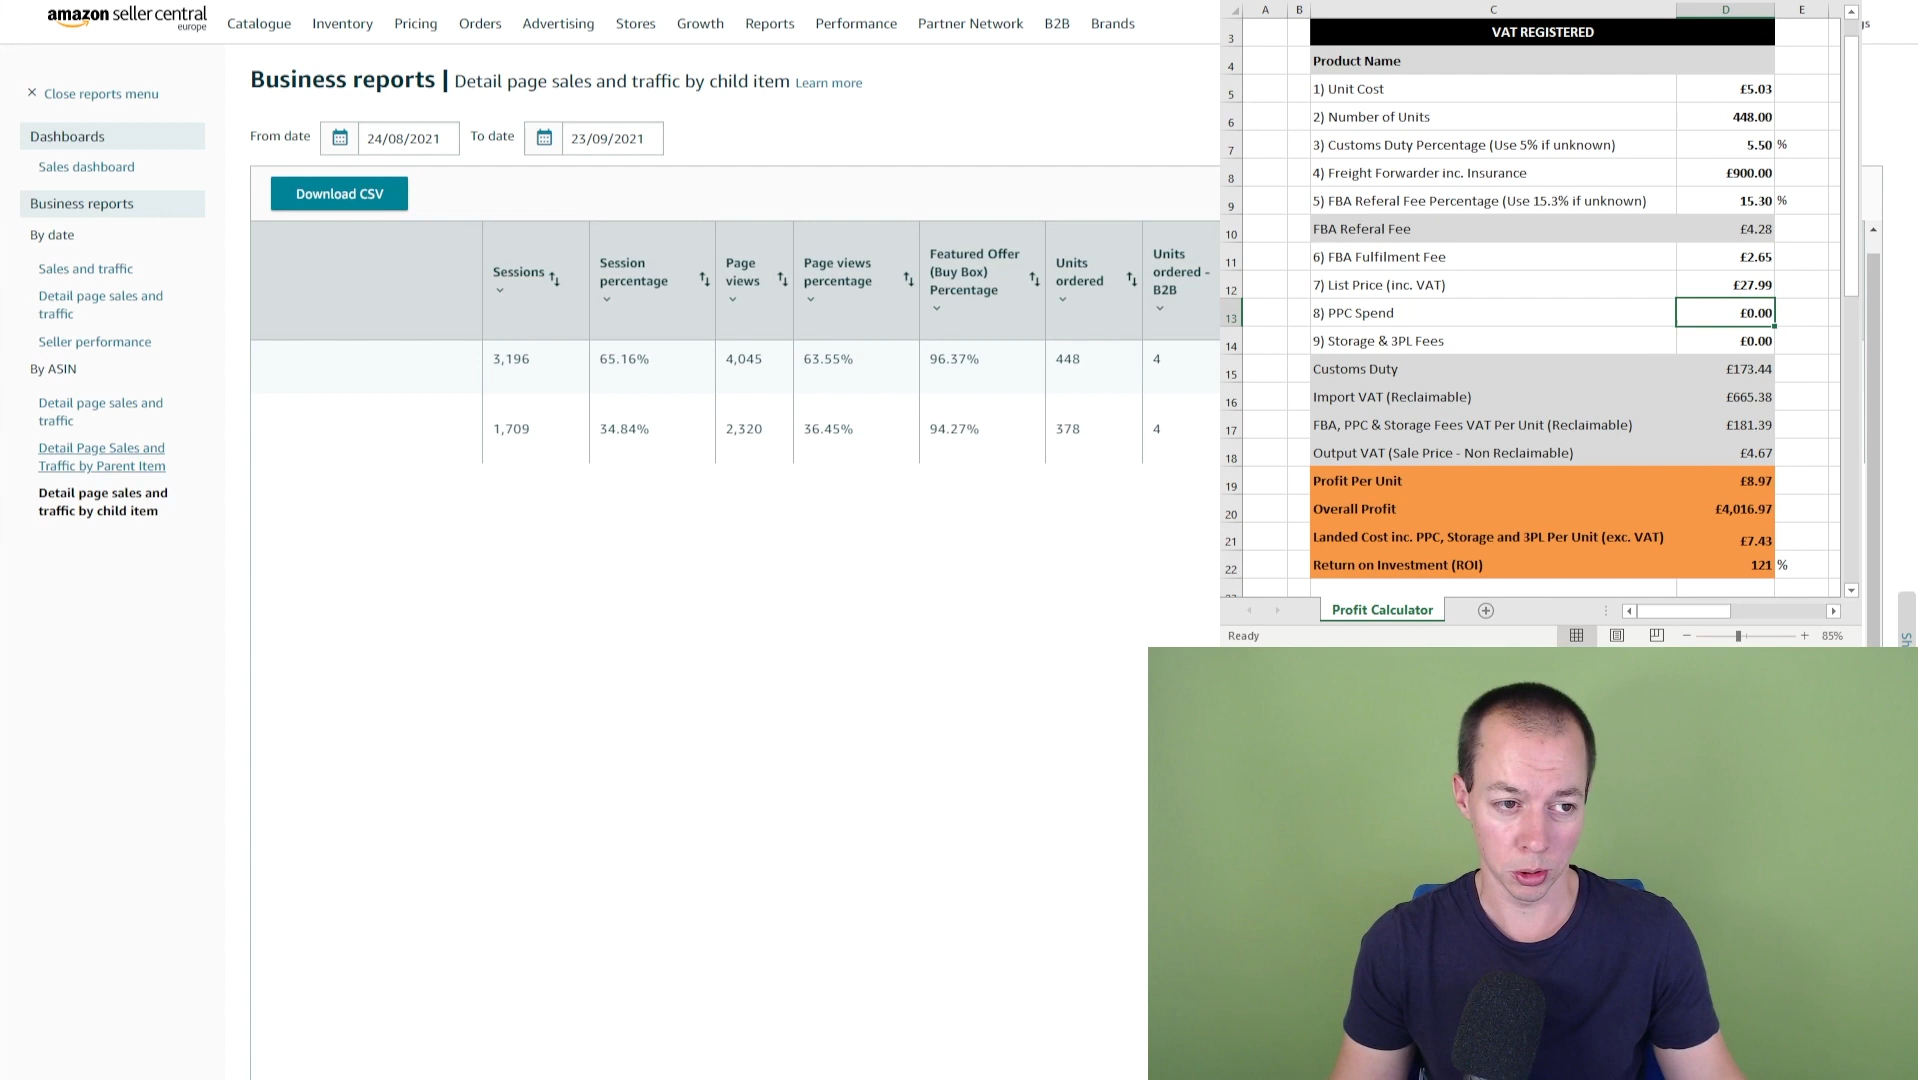 amazon seller central
europe
Catalogue Inventory Pricing Orders Advertising Stores Growth Reports Performance Partner Network B2B Brands
× Close reports menu
Dashboards
Sales dashboard
Business reports
By date
Sales and traffic
Detail page sales and
traffic
Seller performance
By ASIN
Detail page sales and
traffic
Detail Page Sales and
Traffic by Parent Item
Detail page sales and
traffic by child item
Business reports | Detail page sales and traffic by child item Learn more
From date 24/08/2021 To date 23/09/2021
Download CSV
Sessions
Session
percentage
Page
views
Page views
percentage
Featured Offer
(Buy Box)
Percentage
Units
ordered
Units
ordered -
B2B
3,196 65.16% 4,045 63.55% 96.37% 448 4
1,709 34.84% 2,320 36.45% 94.27% 378 4
A B C D E
3 VAT REGISTERED
4 Product Name
5 1) Unit Cost £5.03
6 2) Number of Units 448.00
7 3) Customs Duty Percentage (Use 5% if unknown) 5.50 %
8 4) Freight Forwarder inc. Insurance £900.00
9 5) FBA Referal Fee Percentage (Use 15.3% if unknown) 15.30 %
10 FBA Referal Fee £4.28
11 6) FBA Fulfilment Fee £2.65
12 7) List Price (inc. VAT) £27.99
13 8) PPC Spend £0.00
14 9) Storage & 3PL Fees £0.00
15 Customs Duty £173.44
16 Import VAT (Reclaimable) £665.38
17 FBA, PPC & Storage Fees VAT Per Unit (Reclaimable) £181.39
18 Output VAT (Sale Price - Non Reclaimable) £4.67
19 Profit Per Unit £8.97
20 Overall Profit £4,016.97
21 Landed Cost inc. PPC, Storage and 3PL Per Unit (exc. VAT) £7.43
22 Return on Investment (ROI) 121 %
Profit Calculator
Ready 85%